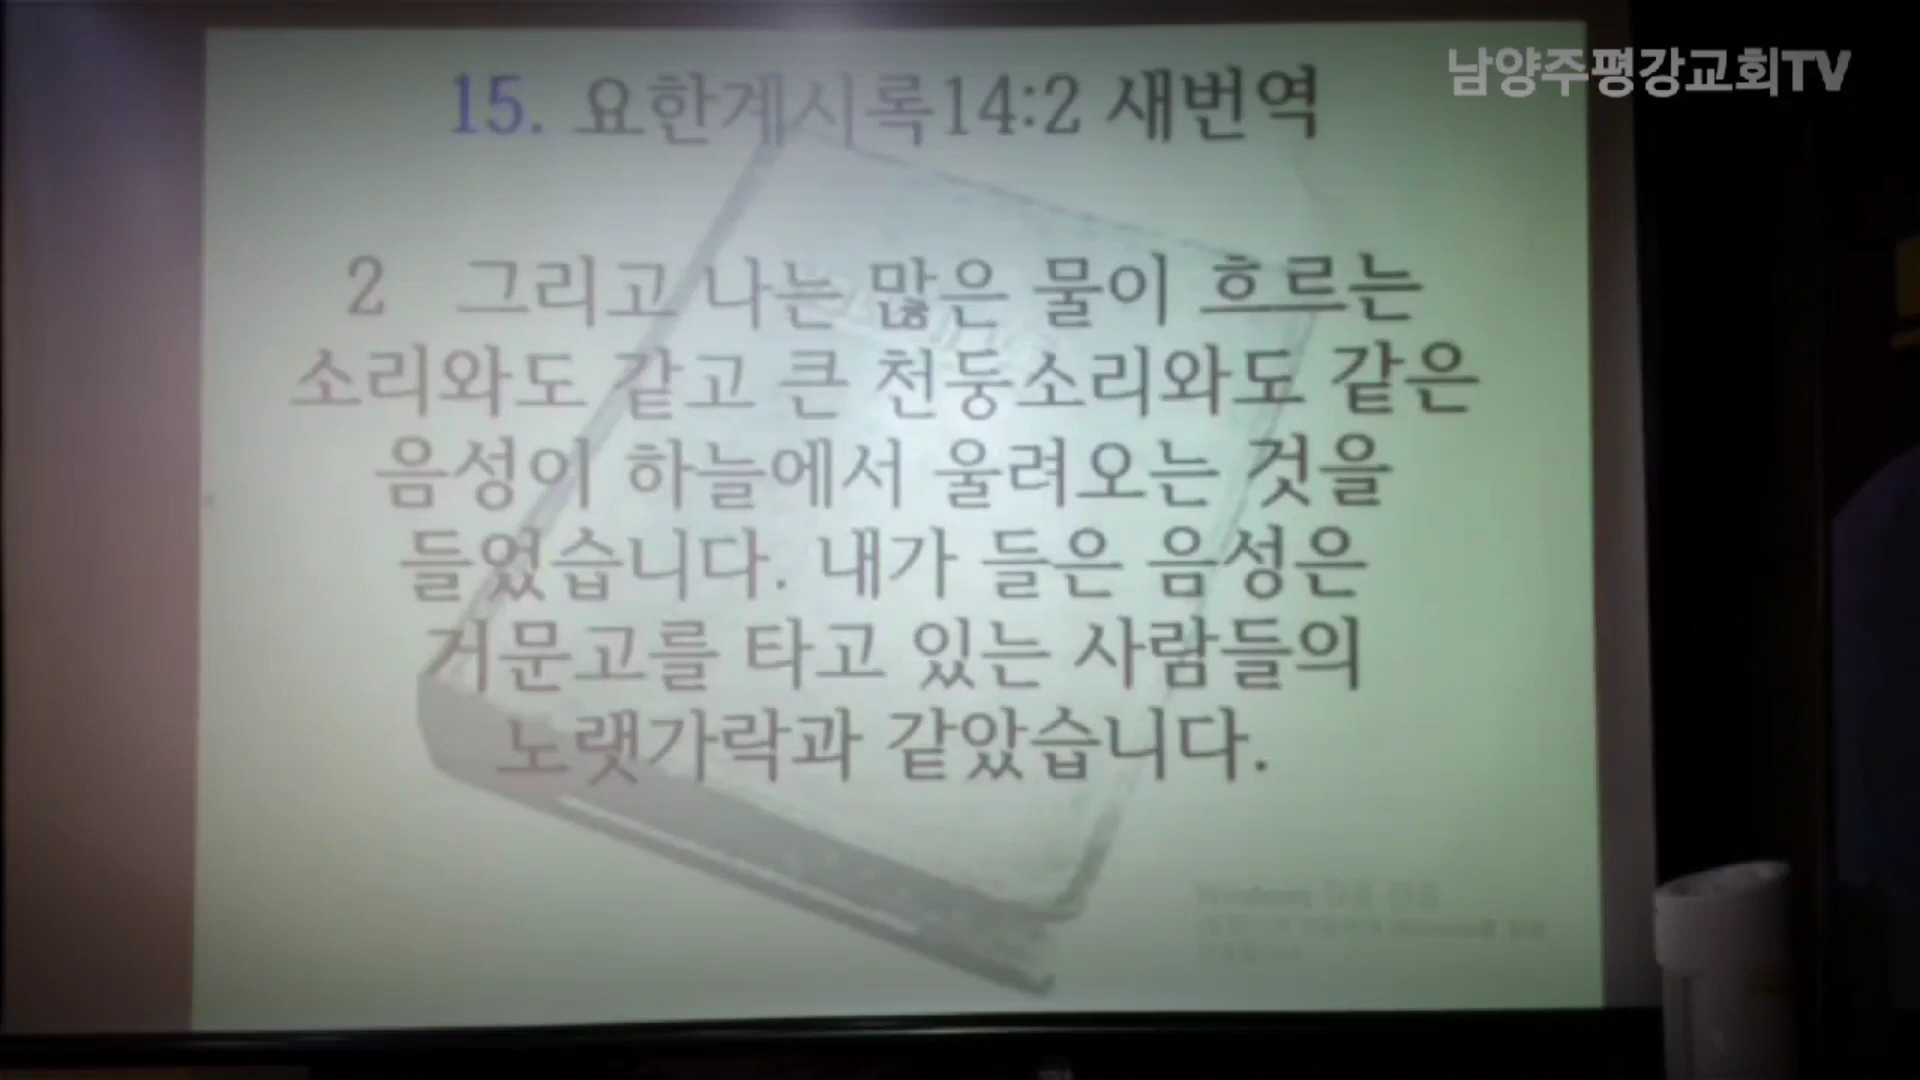 남양주평강교회TV
15. 요한계시록14:2 새번역
2 그리고 나는 많은 물이 흐르는
소리와도 같고 큰 천둥소리와도 같은
음성이 하늘에서 울려오는 것을
들었습니다. 내가 들은 음성은
거문고를 타고 있는 사람들의
노랫가락과 같았습니다.
Windows 정품 인증